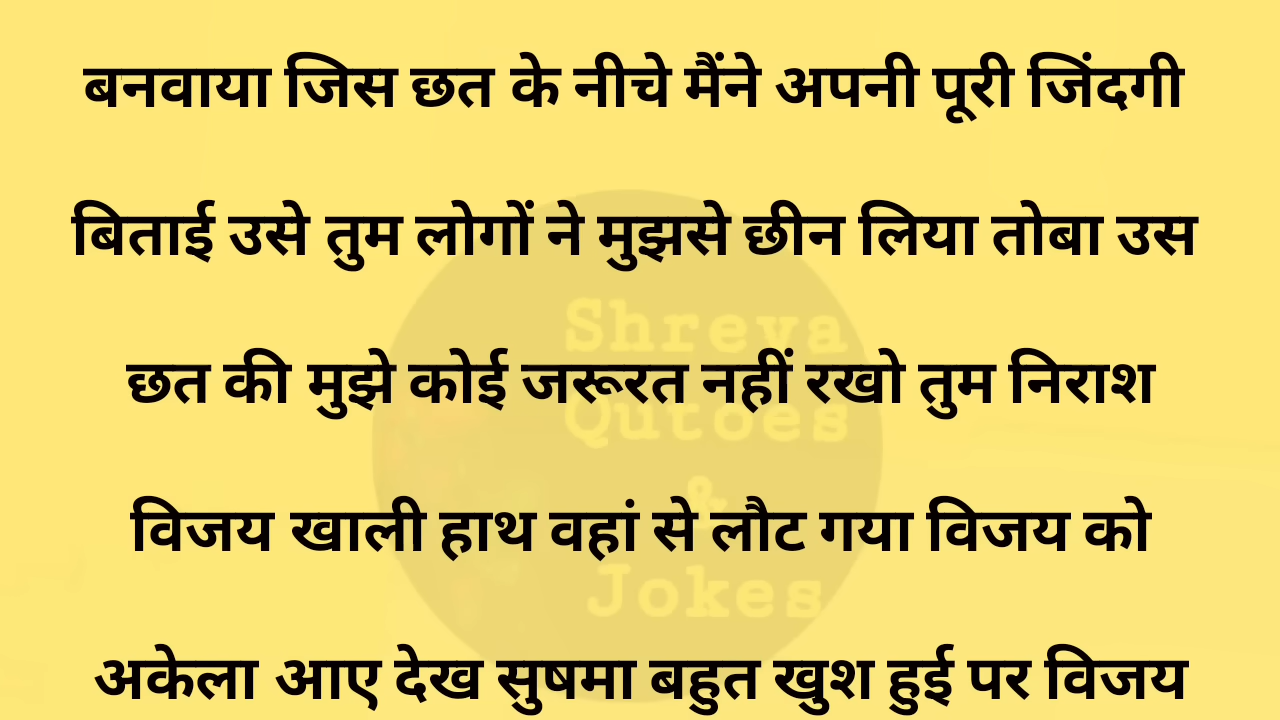 बनवाया जिस छत के नीचे मैंने अपनी पूरी जिंदगी
बिताई उसे तुम लोगों ने मुझसे छीन लिया तोबा उस
Shreya
छत की मुझे कोई जरूरत नहीं रखो तुम निराश
Qutoes
&
विजय खाली हाथ वहां से लौट गया विजय को
Jokes
अकेला आए देख सुषमा बहुत खुश हुई पर विजय